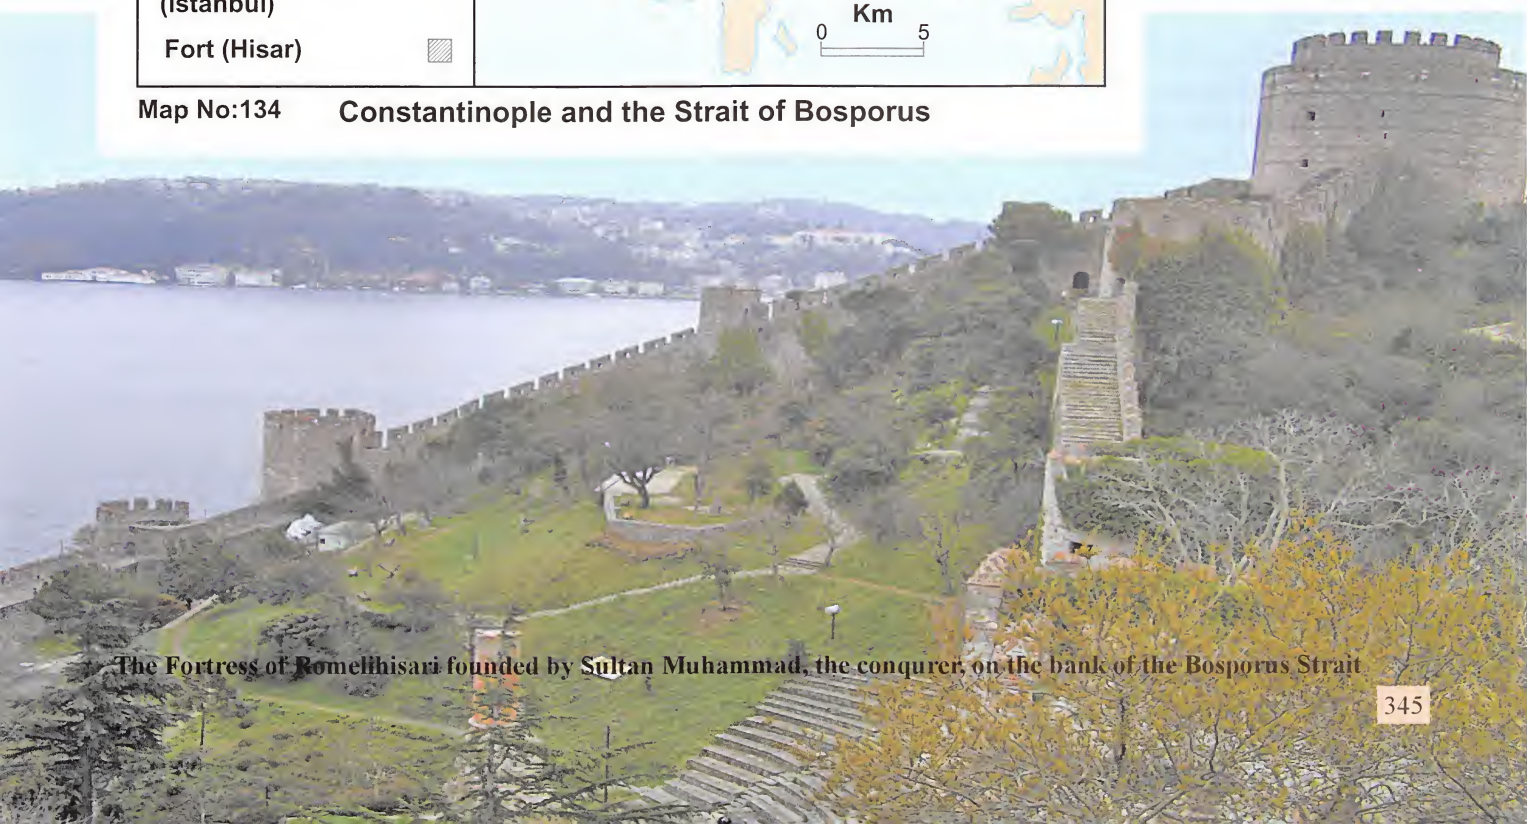 (Istanbul)
Fort (Hisar)
Km
0 5
Map No:134 Constantinople and the Strait of Bosporus
The Fortress of Romelihisari founded by Sultan Muhammad, the conqurer, on the bank of the Bosporus Strait
345